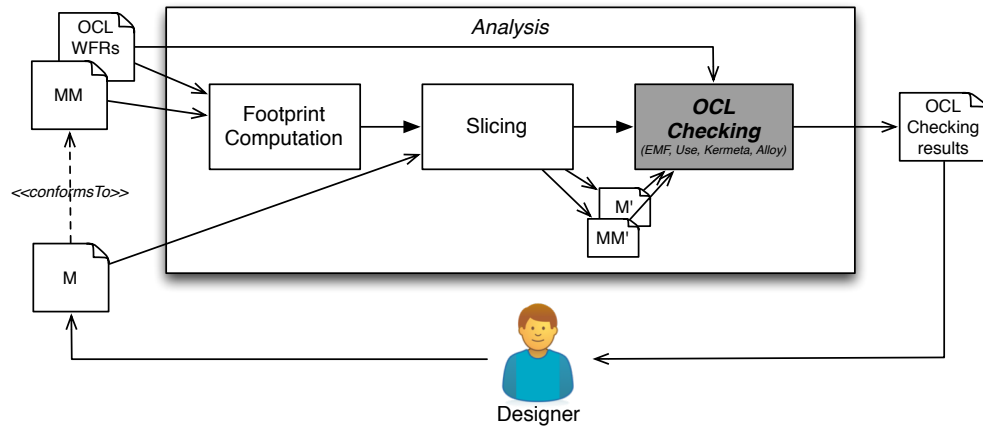 Analysis
OCL
WFRs
MM
Footprint
Computation
Slicing
OCL
Checking
(EMF, Use, Kermeta, Alloy)
OCL
Checking
results
<<conformsTo>>
M'
MM'
M
Designer